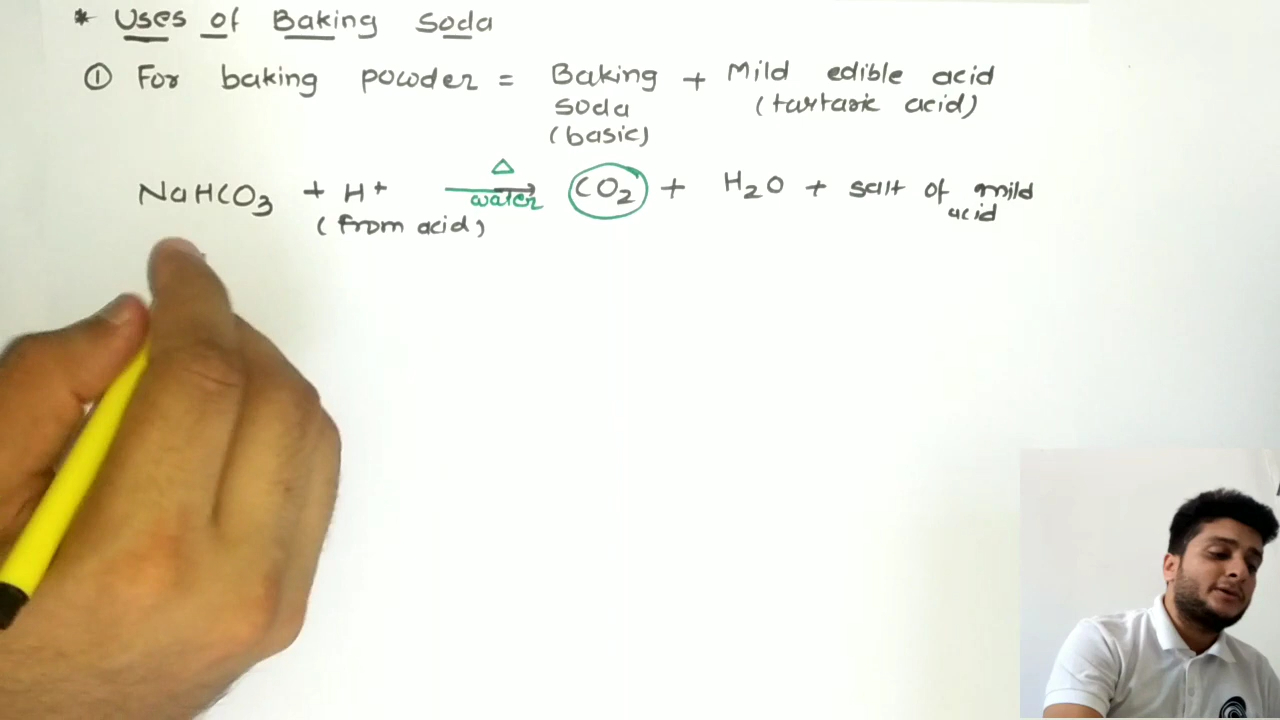 * Uses of Baking Soda
① For baking powder = Baking soda (basic) + Mild edible acid (tartaric acid)
NaHCO₃ + H⁺ (from acid) —Δ/water→ CO₂ + H₂O + salt of mild acid